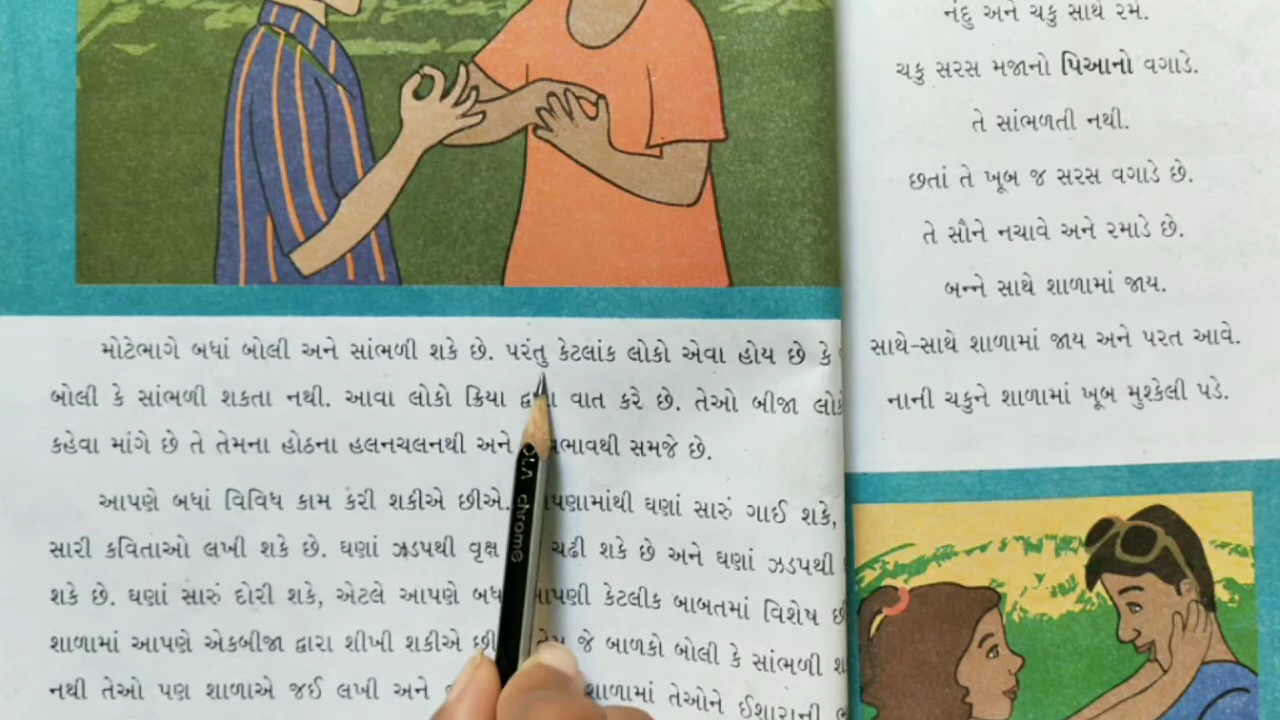 મોટેભાગે બધાં બોલી અને સાંભળી શકે છે. પરંતુ કેટલાંક લોકો એવા હોય છે કે
બોલી કે સાંભળી શકતા નથી. આવા લોકો ક્રિયા વાત કરે છે. તેઓ બીજા
કહેવા માંગે છે તે તેમના હોઠના હલનચલનથી અને સમજે છે.
આપણે બધાં વિવિધ કામ કરી શકીએ છીએ. ઘણાં સારું ગાઈ શકે,
સારી કવિતાઓ લખી શકે છે. ઘણાં ઝડપથી વૃક્ષ ચઢી શકે છે અને ઘણાં ઝડપથી
શકે છે. ઘણાં સારું દોરી શકે, એટલે આપણે કેટલીક બાબતમાં વિશેષ
શાળામાં આપણે એકબીજા દ્વારા શીખી શકીએ જે બાળકો બોલી કે સાંભળી
નથી તેઓ પણ શાળાએ જઈ લખી અને શાળામાં તેઓને ઈશારાની
નંદુ અને ચકુ સાથે રમે.
ચકુ સરસ મજાનો પિઆનો વગાડે.
તે સાંભળતી નથી.
છતાં તે ખૂબ જ સરસ વગાડે છે.
તે સૌને નચાવે અને રમાડે છે.
બન્ને સાથે શાળામાં જાય.
સાથે-સાથે શાળામાં જાય અને પરત આવે.
નાની ચકુને શાળામાં ખૂબ મુશ્કેલી પડે.
chrome